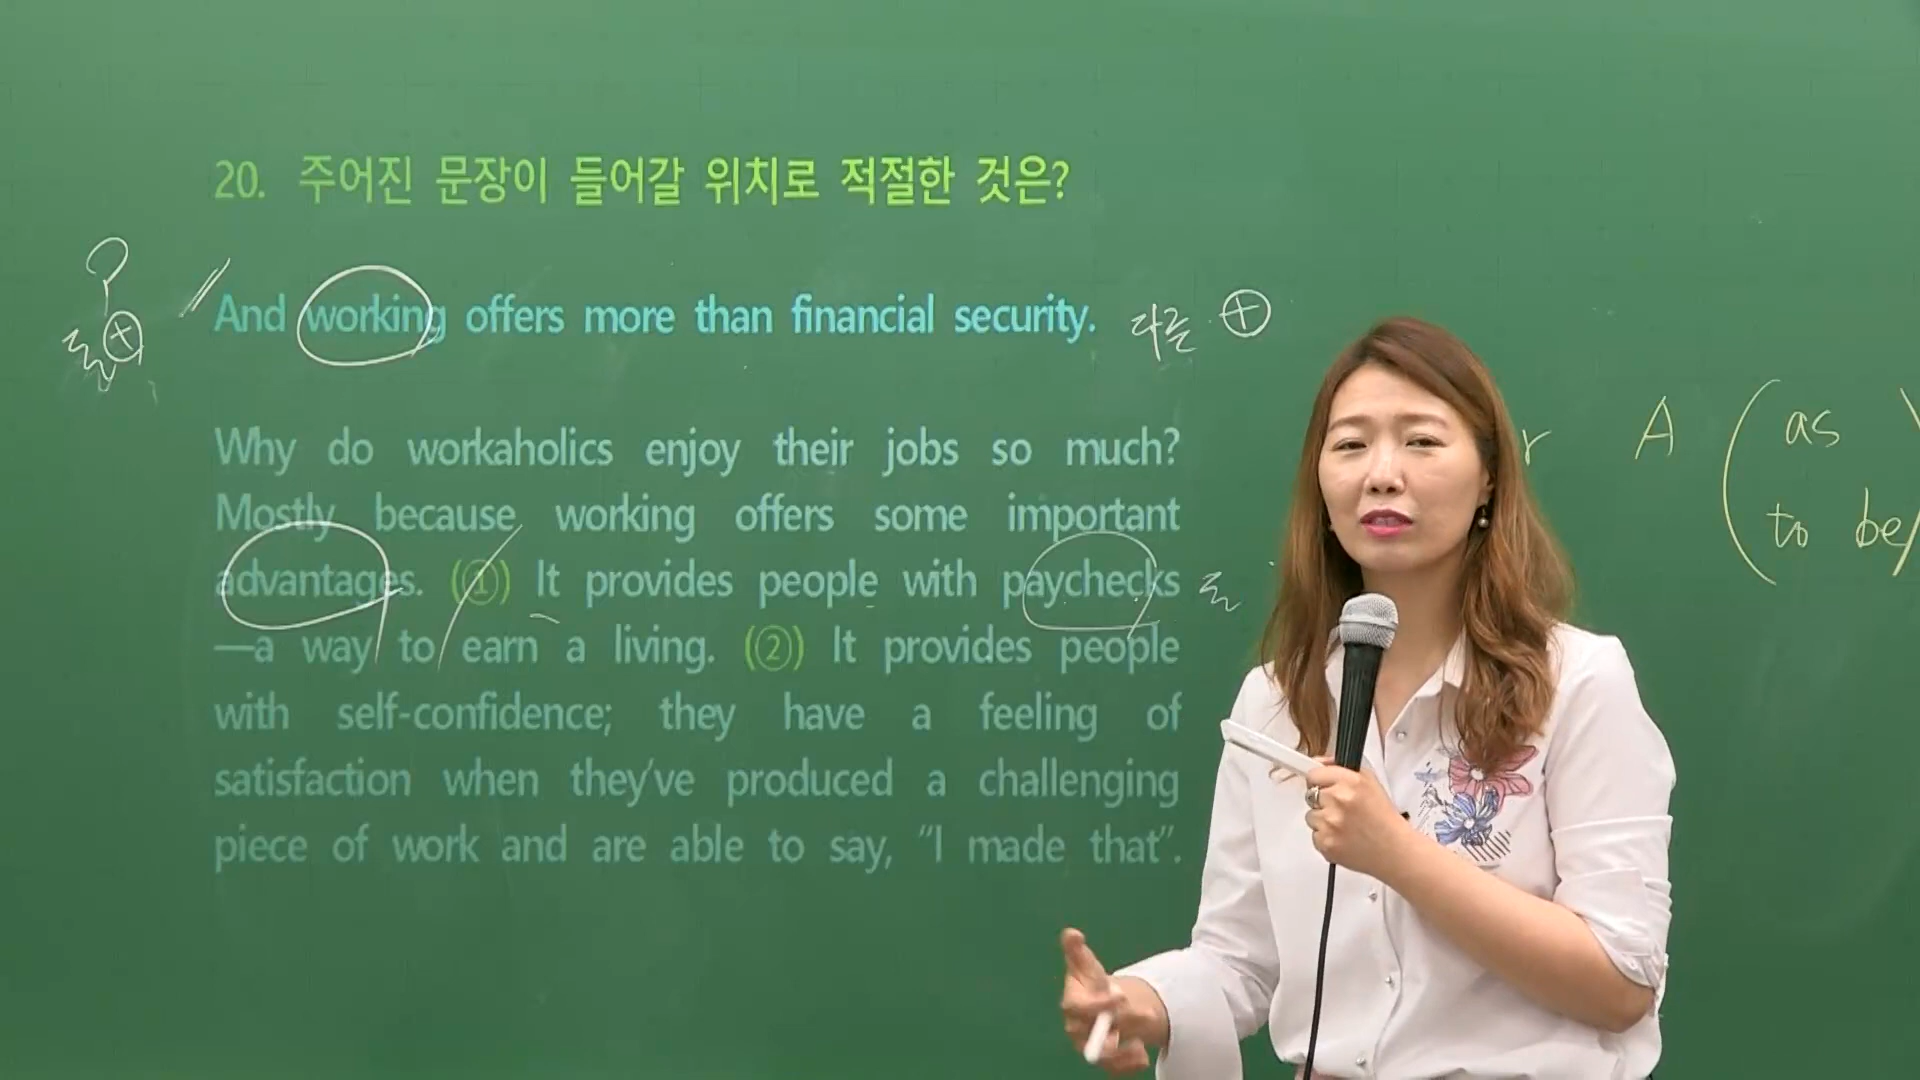 20. 주어진 문장이 들어갈 위치로 적절한 것은?
?
돈 +
And working offers more than financial security. 다른 +
Why do workaholics enjoy their jobs so much?
Mostly because working offers some important
advantages. (①) It provides people with paychecks 돈
—a way to earn a living. (②) It provides people
with self-confidence; they have a feeling of
satisfaction when they've produced a challenging
piece of work and are able to say, “I made that”.
r A ( as )
to be